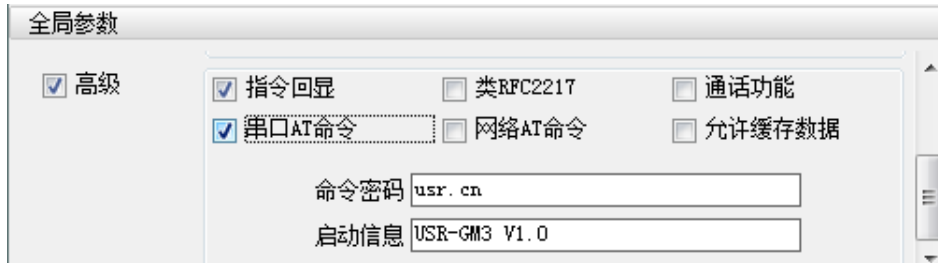 全局参数
高级
指令回显 类RFC2217 通话功能
串口AT命令 网络AT命令 允许缓存数据
命令密码 usr.cn
启动信息 USR-GM3 V1.0